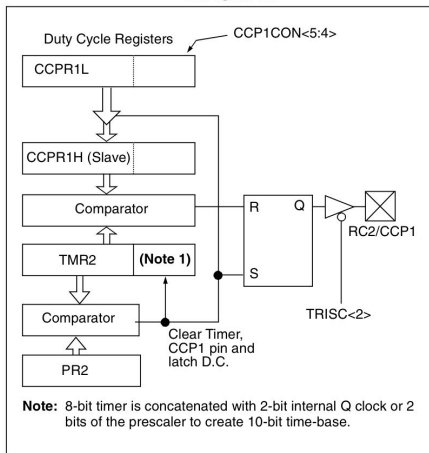 Duty Cycle Registers
CCP1CON<5:4>
CCPR1L
CCPR1H (Slave)
Comparator
R
Q
RC2/CCP1
TMR2
(Note 1)
S
TRISC<2>
Comparator
Clear Timer,
CCP1 pin and
latch D.C.
PR2
Note: 8-bit timer is concatenated with 2-bit internal Q clock or 2
bits of the prescaler to create 10-bit time-base.